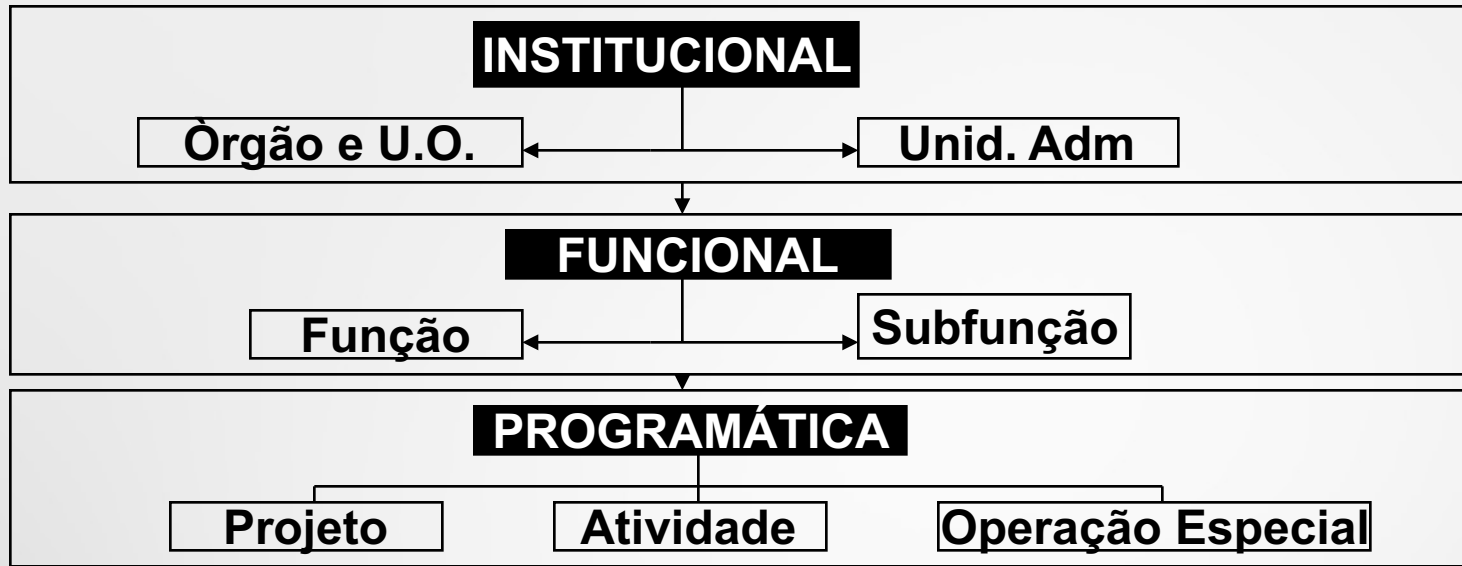 INSTITUCIONAL
Òrgão e U.O.
Unid. Adm
FUNCIONAL
Função
Subfunção
PROGRAMÁTICA
Projeto
Atividade
Operação Especial